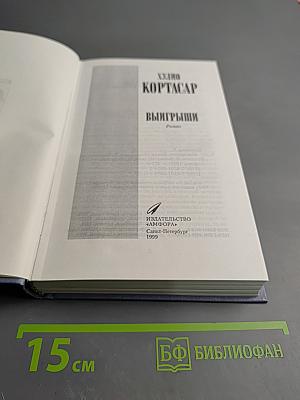 ХУЛИО
КОРТАСАР
ВЫИГРЫШИ
Роман
ИЗДАТЕЛЬСТВО
«АМФОРА»
Санкт-Петербург
1999
15 см
БФ БИБЛИОФАН